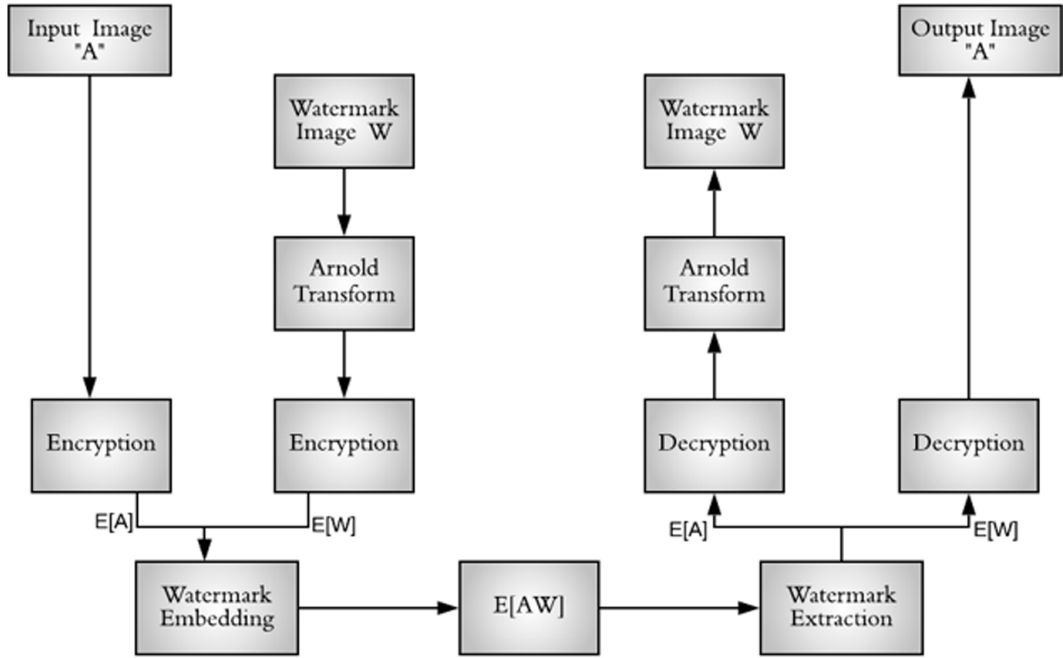 Input Image
"A"
Output Image
"A"
Watermark
Image W
Watermark
Image W
Arnold
Transform
Arnold
Transform
Encryption
Encryption
Decryption
Decryption
E[A]
E[W]
E[A]
E[W]
Watermark
Embedding
E[AW]
Watermark
Extraction